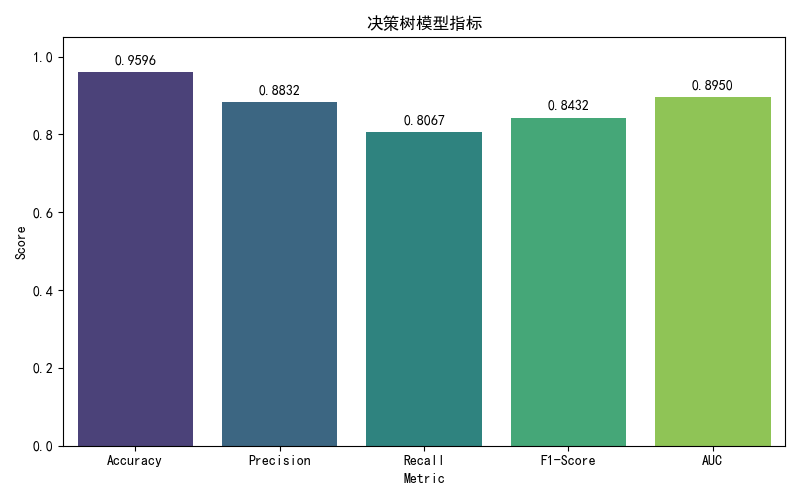 决策树模型指标
1.0
0.8
0.6
0.4
0.2
0.0
Score
0.9596
0.8832
0.8067
0.8432
0.8950
Accuracy
Precision
Recall
F1-Score
AUC
Metric